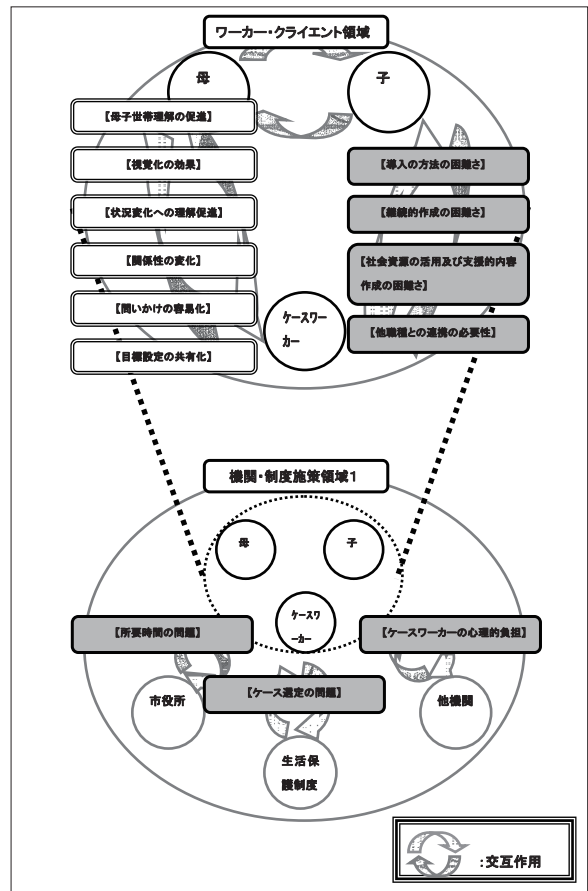 ワーカー・クライエント領域
母
子
【母子世帯理解の促進】
【視覚化の効果】
【状況変化への理解促進】
【関係性の変化】
【問いかけの容易化】
【目標設定の共有化】
【導入の方法の困難さ】
【継続的作成の困難さ】
【社会資源の活用及び支援的内容
作成の困難さ】
【他職種との連携の必要性】
ｹｰｽﾜｰ
ｶｰ
機関・制度施策領域１
母
子
ｹｰｽﾜ
ｰｶｰ
【所要時間の問題】
【ケースワーカーの心理的負担】
【ケース選定の問題】
市役所
他機関
生活保
護制度
:交互作用